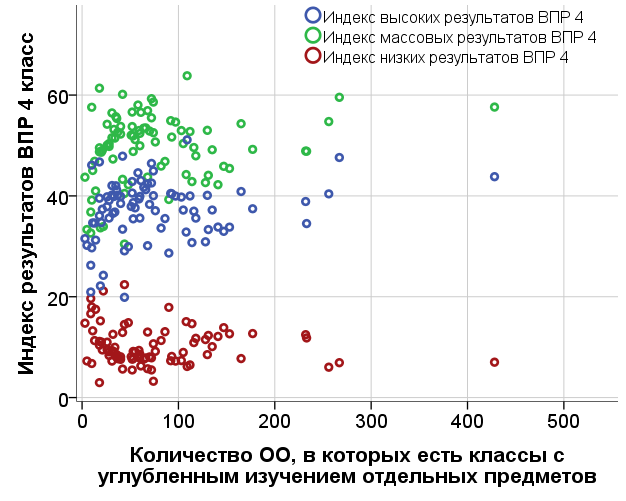 Индекс высоких результатов ВПР 4
Индекс массовых результатов ВПР 4
Индекс низких результатов ВПР 4
Индекс результатов ВПР 4 класс
60
40
20
0
0 100 200 300 400 500
Количество ОО, в которых есть классы с
углубленным изучением отдельных предметов